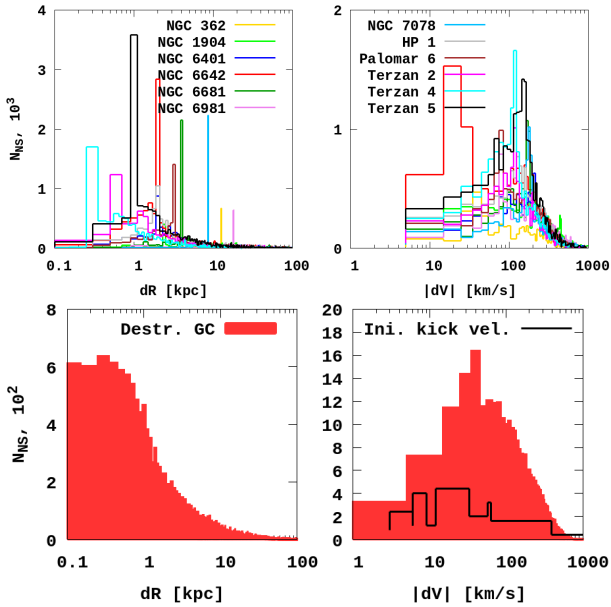 4
3
2
1
0
N_NS, 10^3
NGC 362
NGC 1904
NGC 6401
NGC 6642
NGC 6681
NGC 6981
0.1 1 10 100
dR [kpc]
2
1
0
NGC 7078
HP 1
Palomar 6
Terzan 2
Terzan 4
Terzan 5
1 10 100 1000
|dV| [km/s]
8
6
4
2
0
N_NS, 10^2
Destr. GC
0.1 1 10 100
dR [kpc]
20
18
16
14
12
10
8
6
4
2
0
Ini. kick vel.
1 10 100 1000
|dV| [km/s]